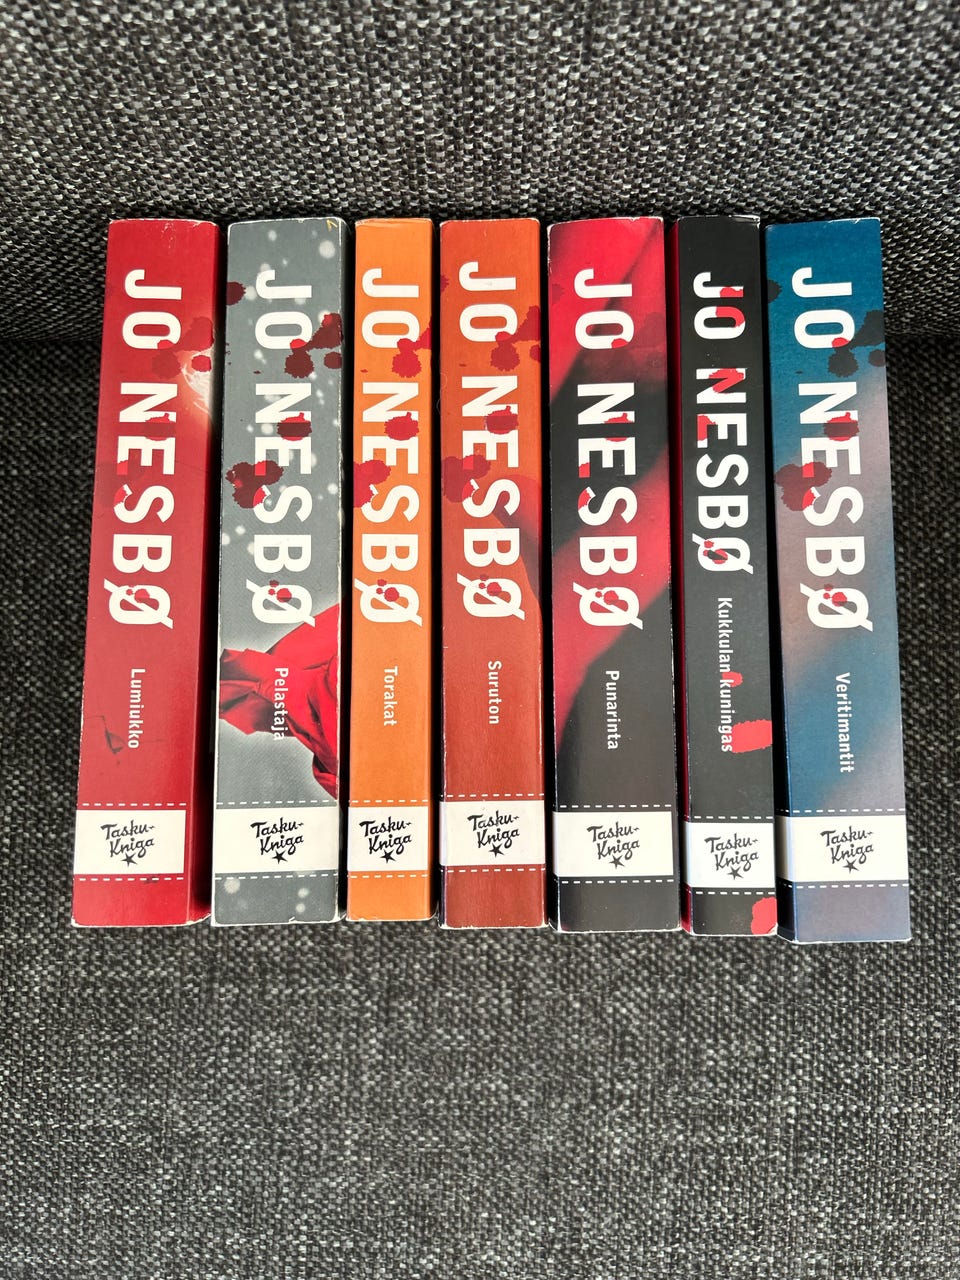 JO NESBØ
Lumiukko
Tasku-
Kniga
JO NESBØ
Pelastaja
Tasku-
Kniga
JO NESBØ
Torakat
Tasku-
Kniga
JO NESBØ
Suruton
Tasku-
Kniga
JO NESBØ
Punarinta
Tasku-
Kniga
JO NESBØ
Kukkulan kuningas
Tasku-
Kniga
JO NESBØ
Veritimantit
Tasku-
Kniga